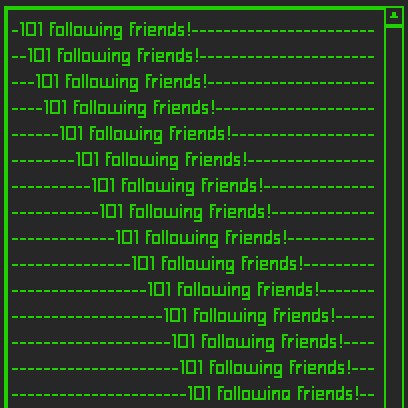 -101 following friends!-----------------------
--101 following friends!----------------------
---101 following friends!---------------------
----101 following friends!--------------------
------101 following friends!------------------
--------101 following friends!----------------
----------101 following friends!--------------
-----------101 following friends!-------------
-------------101 following friends!-----------
---------------101 following friends!---------
-----------------101 following friends!-------
-------------------101 following friends!-----
--------------------101 following friends!----
---------------------101 following friends!---
----------------------101 following friends!--